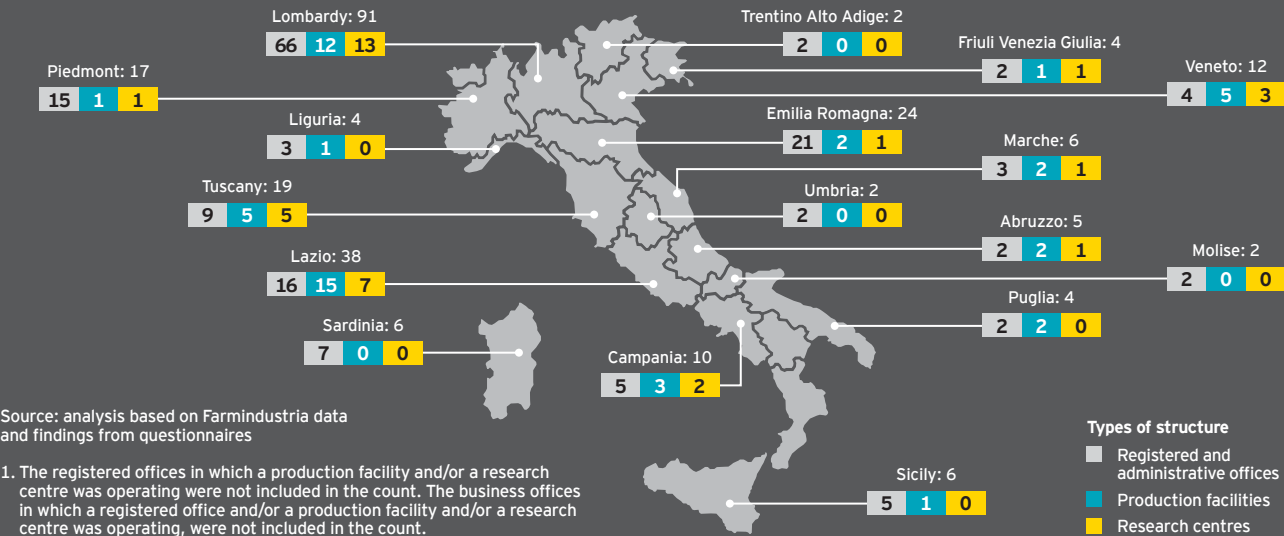 Lombardy: 91
66 12 13
Trentino Alto Adige: 2
2 0 0
Friuli Venezia Giulia: 4
2 1 1
Piedmont: 17
15 1 1
Veneto: 12
4 5 3
Liguria: 4
3 1 0
Emilia Romagna: 24
21 2 1
Marche: 6
3 2 1
Tuscany: 19
9 5 5
Umbria: 2
2 0 0
Abruzzo: 5
2 2 1
Lazio: 38
16 15 7
Molise: 2
2 0 0
Puglia: 4
2 2 0
Sardinia: 6
7 0 0
Campania: 10
5 3 2
Sicily: 6
5 1 0
Source: analysis based on Farmindustria data
and findings from questionnaires
1. The registered offices in which a production facility and/or a research
centre was operating were not included in the count. The business offices
in which a registered office and/or a production facility and/or a research
centre was operating, were not included in the count.
Types of structure
Registered and
administrative offices
Production facilities
Research centres